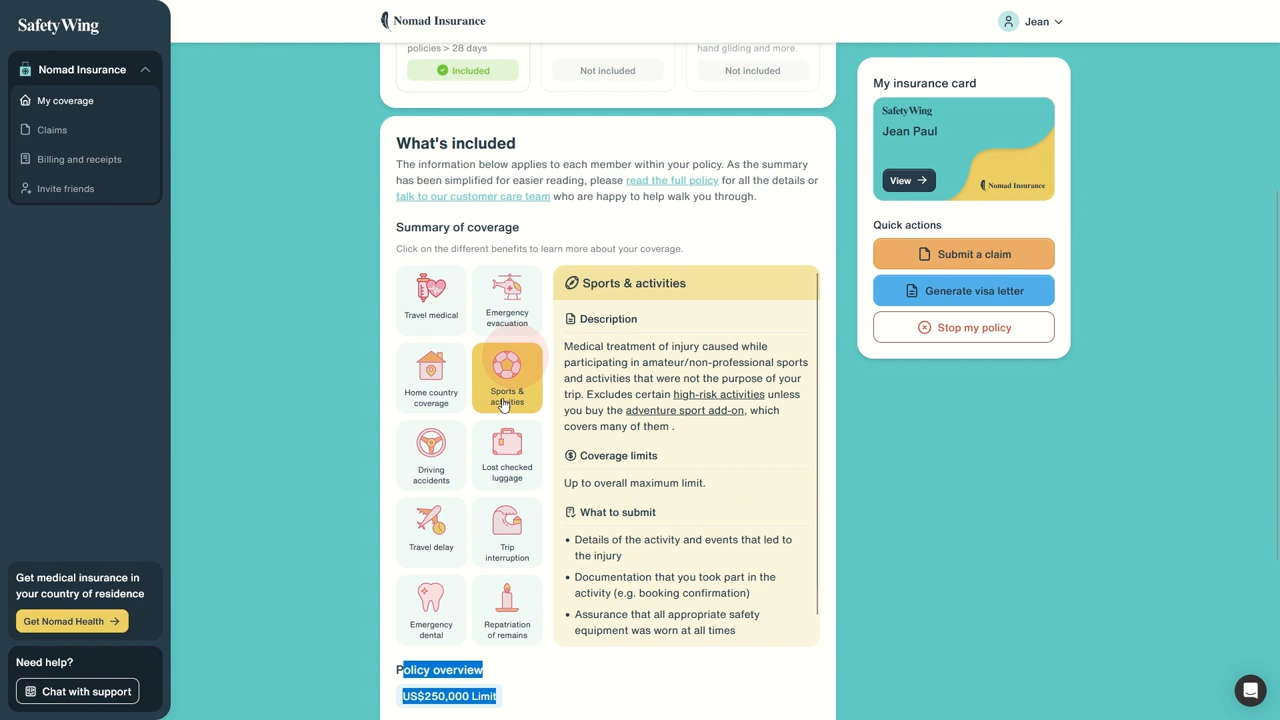 SafetyWing
Nomad Insurance
My coverage
Claims
Billing and receipts
Invite friends
Get medical insurance in
your country of residence
Get Nomad Health
Need help?
Chat with support
Nomad Insurance
Jean
policies > 28 days
Included
Not included
hand gliding and more.
Not included
What's included
The information below applies to each member within your policy. As the summary
has been simplified for easier reading, please read the full policy for all the details or
talk to our customer care team who are happy to help walk you through.
Summary of coverage
Click on the different benefits to learn more about your coverage.
Travel medical
Emergency
evacuation
Home country
coverage
Sports &
activities
Driving
accidents
Lost checked
luggage
Travel delay
Trip
interruption
Emergency
dental
Repatriation
of remains
Sports & activities
Description
Medical treatment of injury caused while
participating in amateur/non-professional sports
and activities that were not the purpose of your
trip. Excludes certain high-risk activities unless
you buy the adventure sport add-on, which
covers many of them .
Coverage limits
Up to overall maximum limit.
What to submit
• Details of the activity and events that led to
the injury
• Documentation that you took part in the
activity (e.g. booking confirmation)
• Assurance that all appropriate safety
equipment was worn at all times
Policy overview
US$250,000 Limit
My insurance card
SafetyWing
Jean Paul
View
Nomad Insurance
Quick actions
Submit a claim
Generate visa letter
Stop my policy